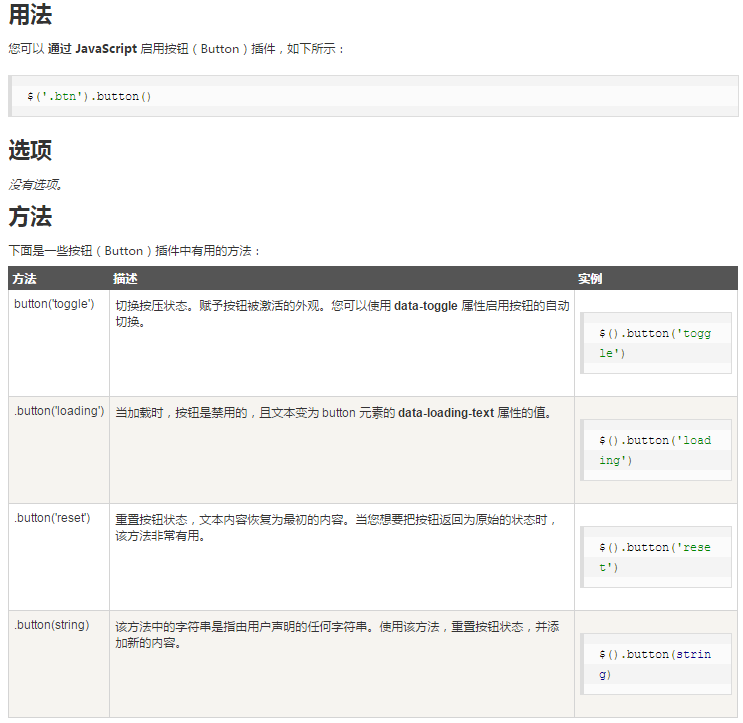 用法
您可以 通过 JavaScript 启用按钮（Button）插件，如下所示：
$('.btn').button()
选项
没有选项。
方法
下面是一些按钮（Button）插件中有用的方法：
方法 描述 实例
button('toggle')
切换按压状态。赋予按钮被激活的外观。您可以使用 data-toggle 属性启用按钮的自动
切换。
$().button('togg
le')
.button('loading')
当加载时，按钮是禁用的，且文本变为 button 元素的 data-loading-text 属性的值。
$().button('load
ing')
.button('reset')
重置按钮状态，文本内容恢复为最初的内容。当您想要把按钮返回为原始的状态时，
该方法非常有用。
$().button('rese
t')
.button(string)
该方法中的字符串是指由用户声明的任何字符串。使用该方法，重置按钮状态，并添
加新的内容。
$().button(strin
g)